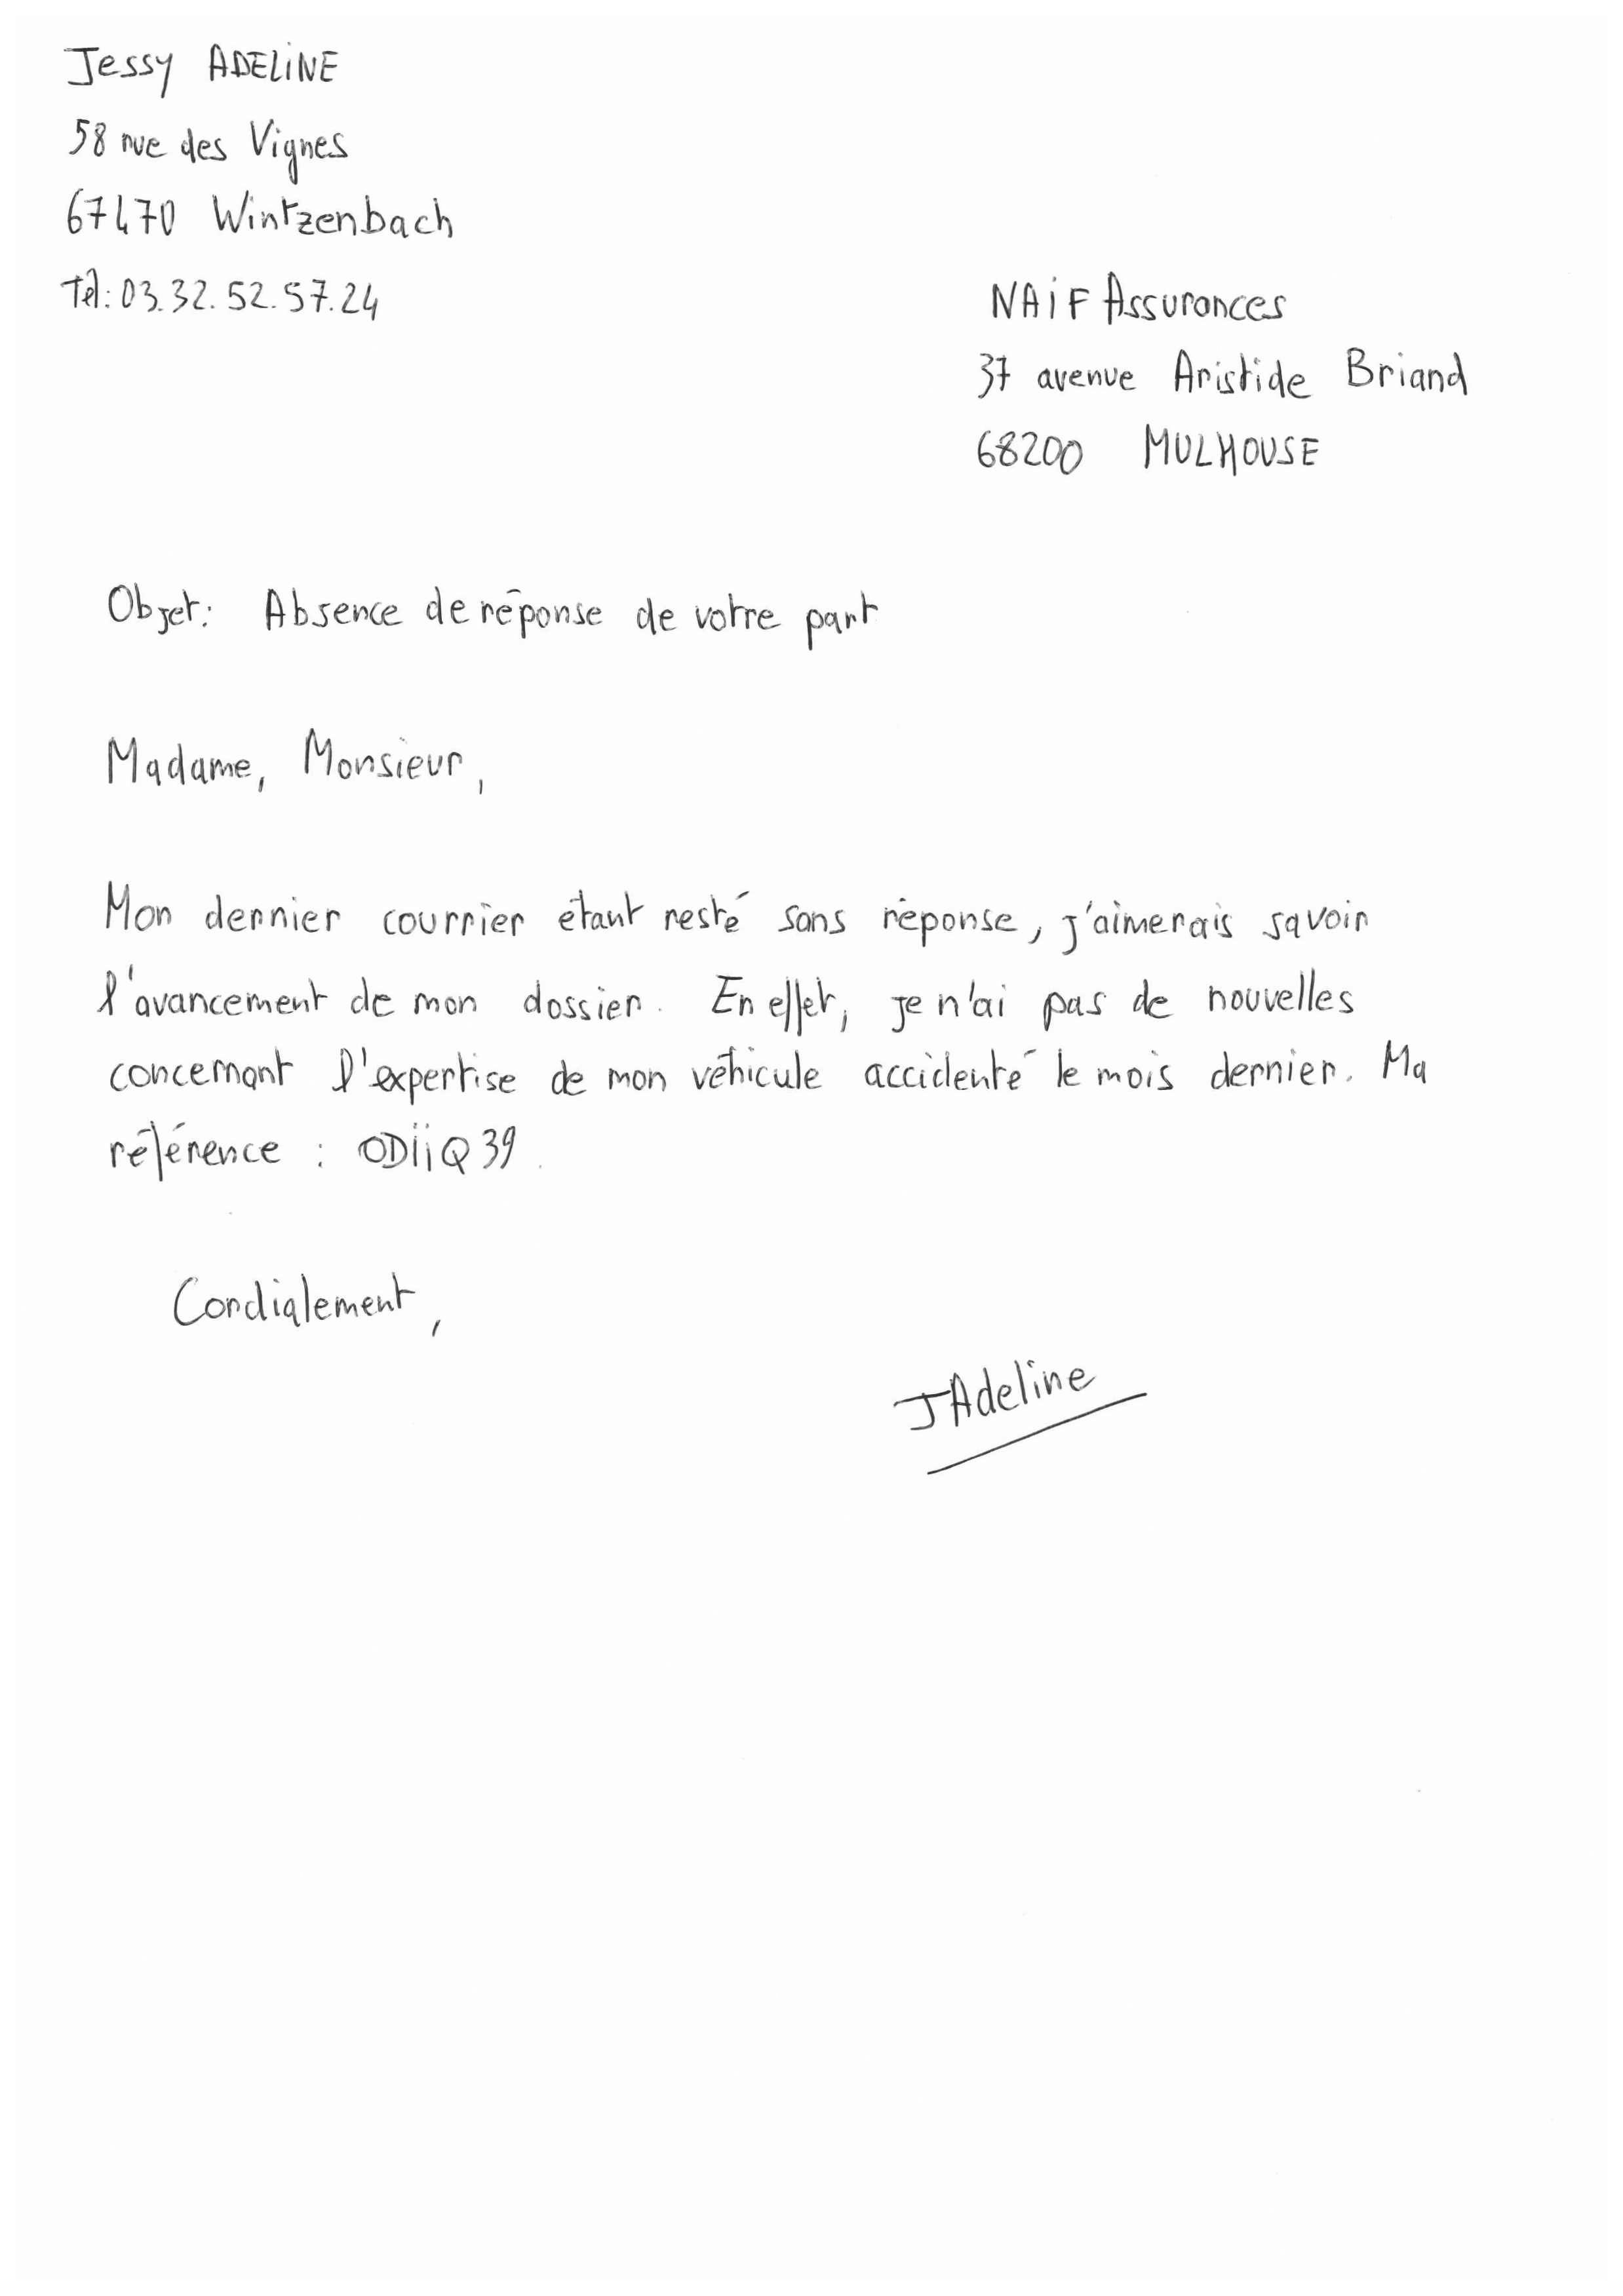 Jessy ADELiNE
58 rue des Vignes
67470 Wintzenbach
Tél: 03.32.52.57.24
NAiF Assurances
37 avenue Aristide Briand
68200 MULHOUSE
Objet: Absence de réponse de votre part
Madame, Monsieur,
Mon dernier courrier étant resté sans réponse, j'aimerais savoir
l'avancement de mon dossier. En effet, je n'ai pas de nouvelles
concernant l'expertise de mon véhicule accidenté le mois dernier. Ma
référence : ODiiQ39.
Cordialement,
JAdeline